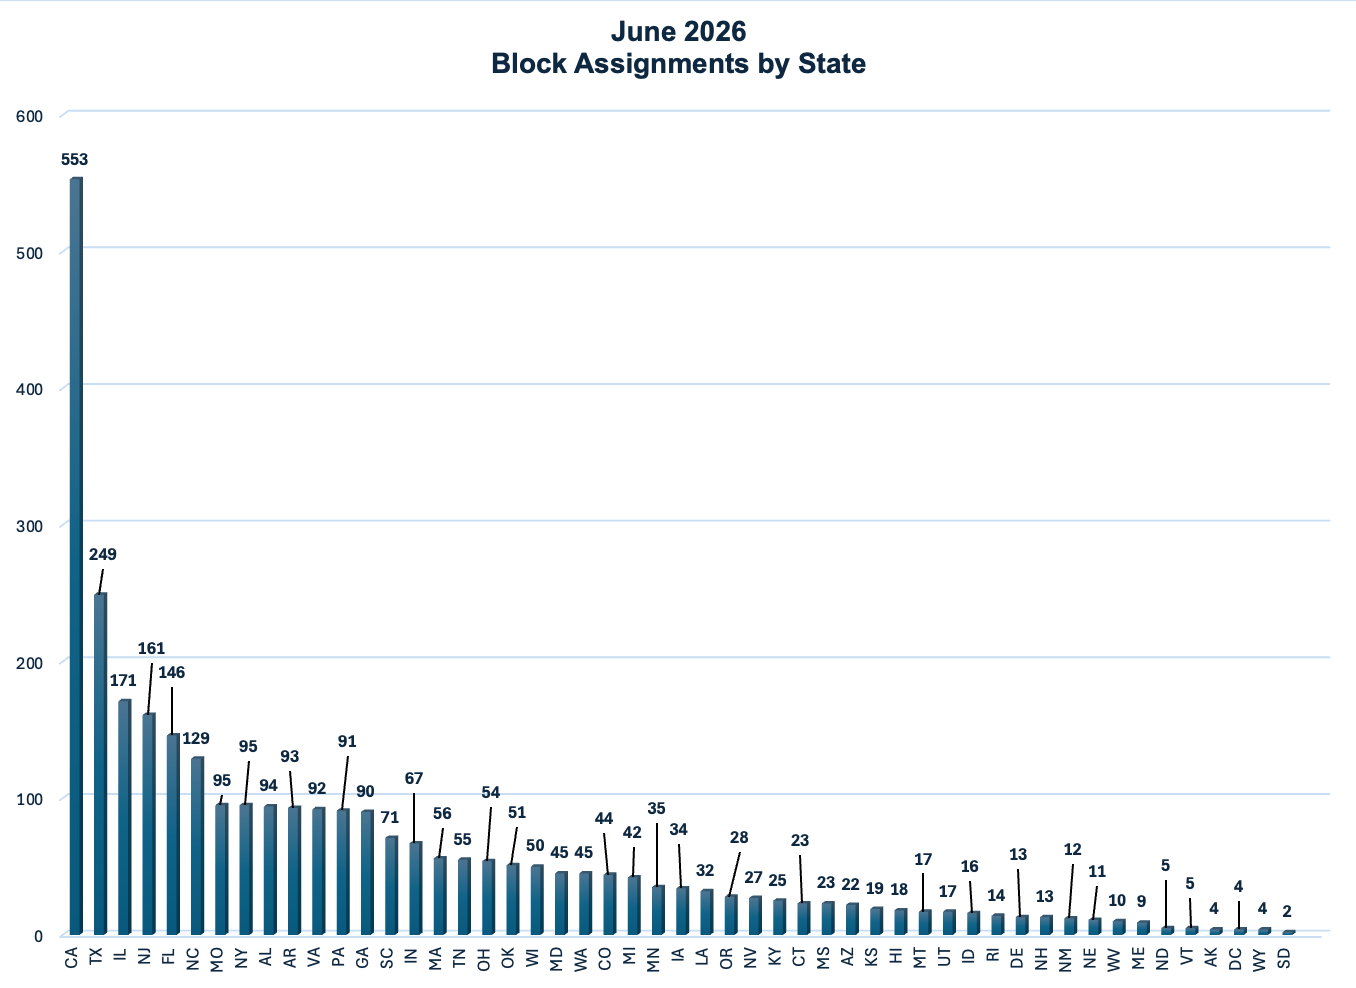 June 2026
Block Assignments by State
600
500
400
300
200
100
0
553
249
171
161
146
129
95
95
94
93
92
91
90
71
67
56
55
54
51
50
45
45
44
42
35
34
32
28
27
25
23
23
22
19
18
17
17
16
14
13
13
12
11
10
9
5
5
4
4
4
2
CA
TX
IL
NJ
FL
NC
MO
NY
AL
AR
VA
PA
GA
SC
IN
MA
TN
OH
OK
WI
MD
WA
CO
MI
MN
IA
LA
OR
NV
KY
CT
MS
AZ
KS
HI
MT
UT
ID
RI
DE
NH
NM
NE
WV
ME
ND
VT
AK
DC
WY
SD